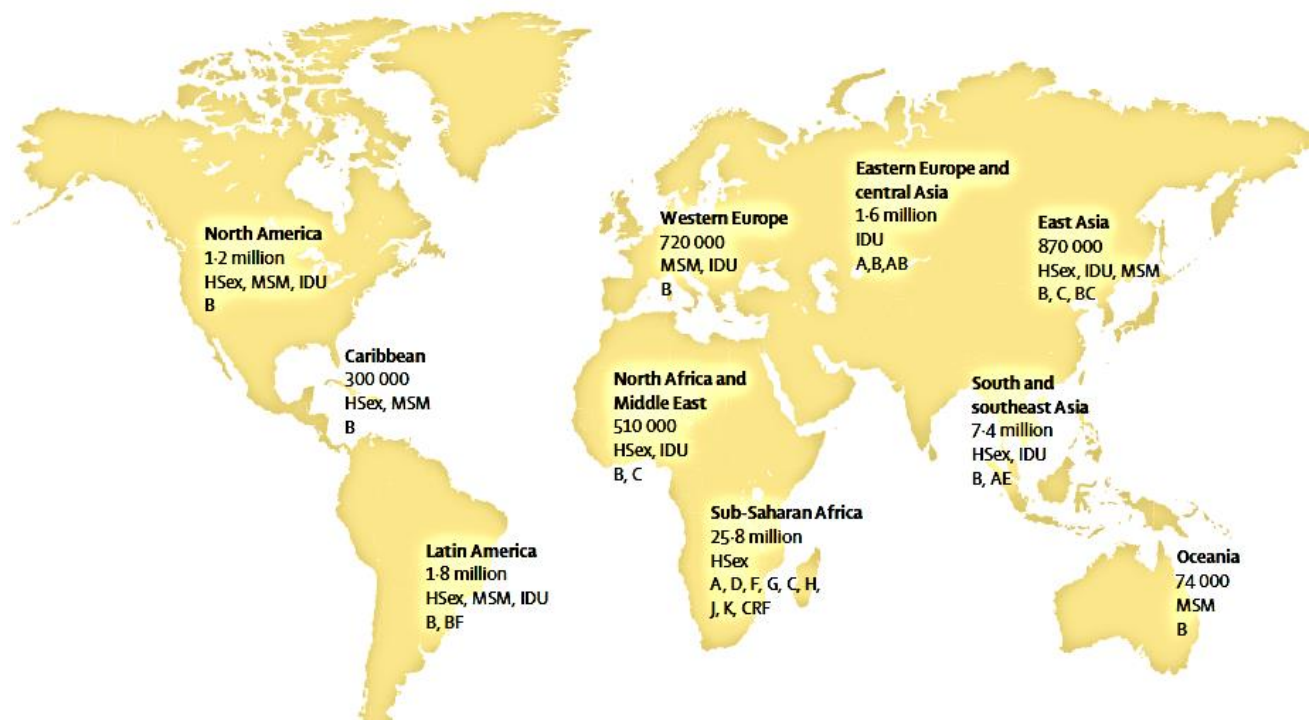 North America
1·2 million
HSex, MSM, IDU
B
Caribbean
300 000
HSex, MSM
B
Latin America
1·8 million
HSex, MSM, IDU
B, BF
Western Europe
720 000
MSM, IDU
B
North Africa and
Middle East
510 000
HSex, IDU
B, C
Sub-Saharan Africa
25·8 million
HSex
A, D, F, G, C, H,
J, K, CRF
Eastern Europe and
central Asia
1·6 million
IDU
A,B,AB
East Asia
870 000
HSex, IDU, MSM
B, C, BC
South and
southeast Asia
7·4 million
HSex, IDU
B, AE
Oceania
74 000
MSM
B